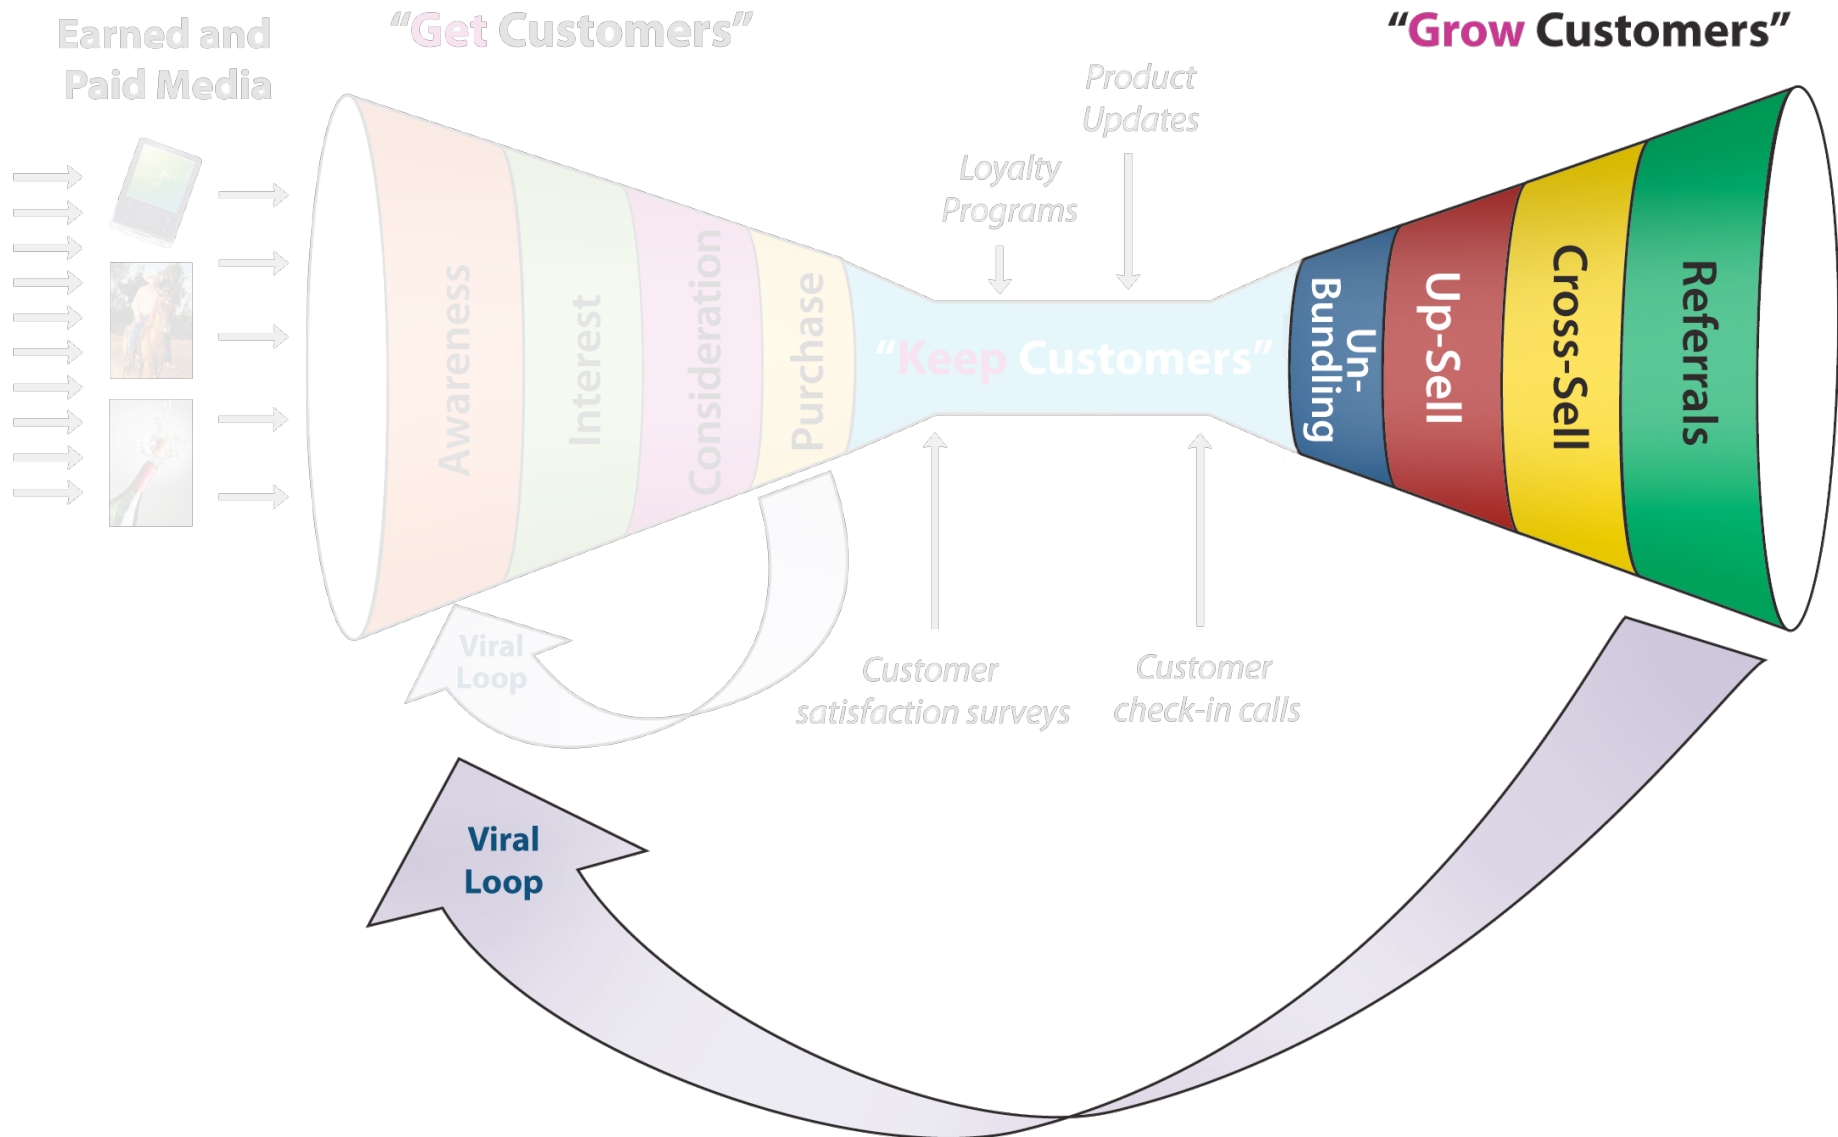 Earned and
Paid Media
“Get Customers”
“Grow Customers”
Product
Updates
Loyalty
Programs
Awareness
Interest
Consideration
Purchase
“Keep Customers”
Un-
Bundling
Up-Sell
Cross-Sell
Referrals
Viral
Loop
Customer
satisfaction surveys
Customer
check-in calls
Viral
Loop